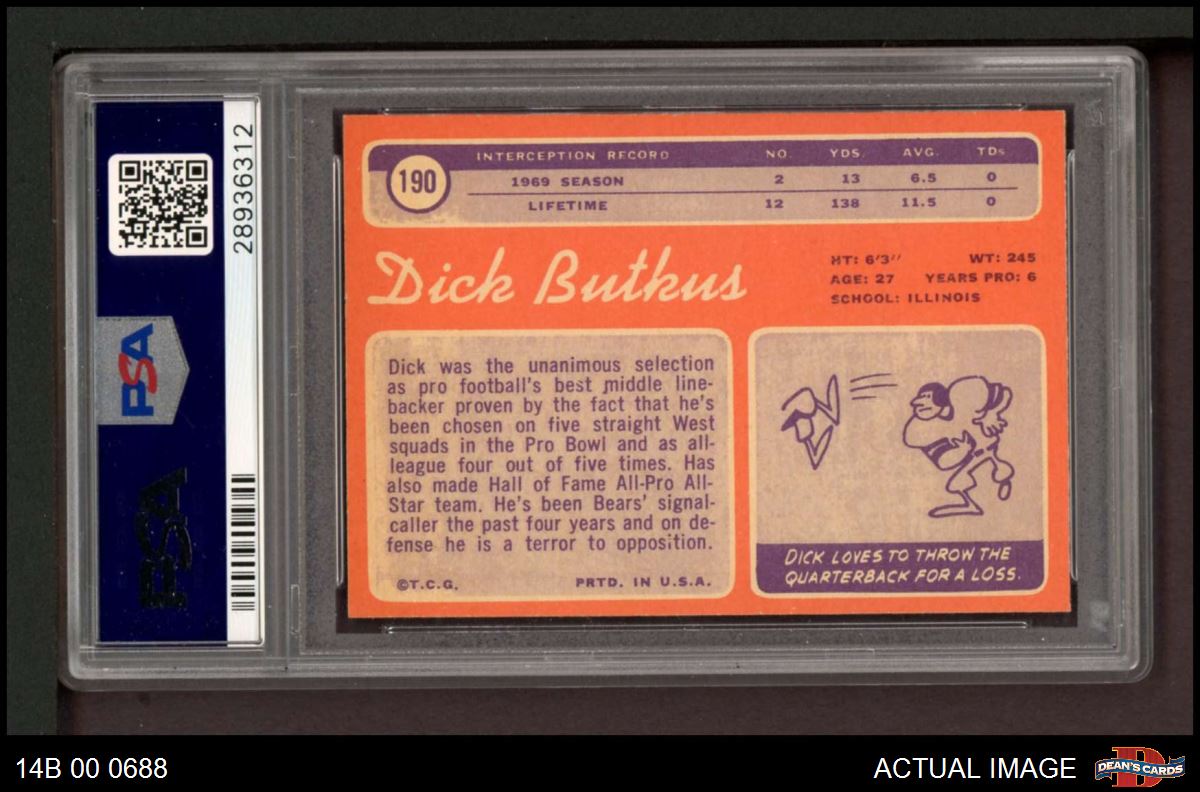 28936312
PSA
PSA
190
INTERCEPTION RECORD NO. YDS. AVG. TDs
1969 SEASON 2 13 6.5 0
LIFETIME 12 138 11.5 0
Dick Butkus
HT: 6'3" WT: 245
AGE: 27 YEARS PRO: 6
SCHOOL: ILLINOIS
Dick was the unanimous selection
as pro football's best middle line-
backer proven by the fact that he's
been chosen on five straight West
squads in the Pro Bowl and as all-
league four out of five times. Has
also made Hall of Fame All-Pro All-
Star team. He's been Bears' signal-
caller the past four years and on de-
fense he is a terror to opposition.
©T.C.G. PRTD. IN U.S.A.
DICK LOVES TO THROW THE
QUARTERBACK FOR A LOSS.
14B 00 0688
ACTUAL IMAGE
DEAN'S CARDS